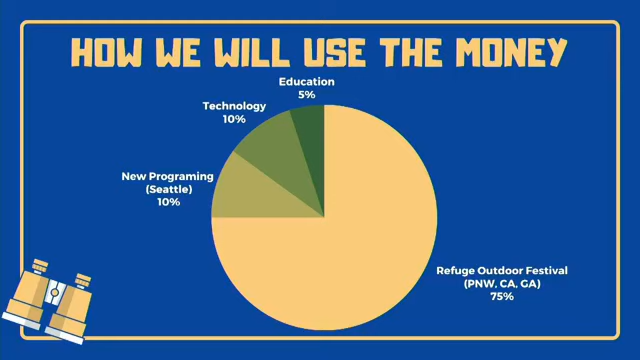 HOW WE WILL USE THE MONEY
Education
5%
Technology
10%
New Programing
(Seattle)
10%
Refuge Outdoor Festival
(PNW, CA, GA)
75%